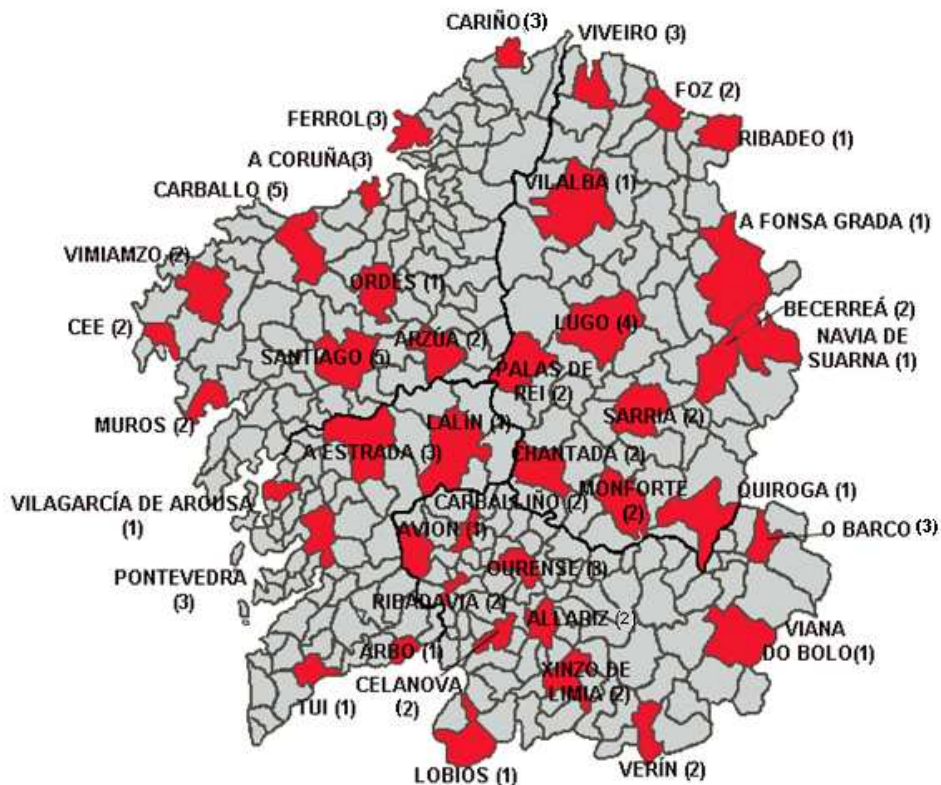 CARIÑO (3)
VIVEIRO (3)
FOZ (2)
FERROL(3)
RIBADEO (1)
A CORUÑA(3)
CARBALLO (5)
VILALBA (1)
A FONSA GRADA (1)
VIMIAMZO (2)
ORDES (1)
BECERREÁ (2)
CEE (2)
LUGO (4)
NAVIA DE
SUARNA (1)
ÁRZÚA (2)
SANTIAGO (5)
PALAS DE
REI (2)
MUROS (2)
SARRIA (2)
LALÍN (1)
A ESTRADA (3)
CHANTADA (2)
MONFORTE
(2)
QUIROGA (1)
VILAGARCÍA DE AROUSA
(1)
CARBALLIÑO (2)
AVION (1)
O BARCO (3)
OURENSE (3)
PONTEVEDRA
(3)
RIBADAVIA (2)
ALLARIZ (2)
VIANA
DO BOLO(1)
ARBO (1)
XINZO DE
LIMIA (2)
CELANOVA
(2)
TUI (1)
LOBIOS (1)
VERÍN (2)